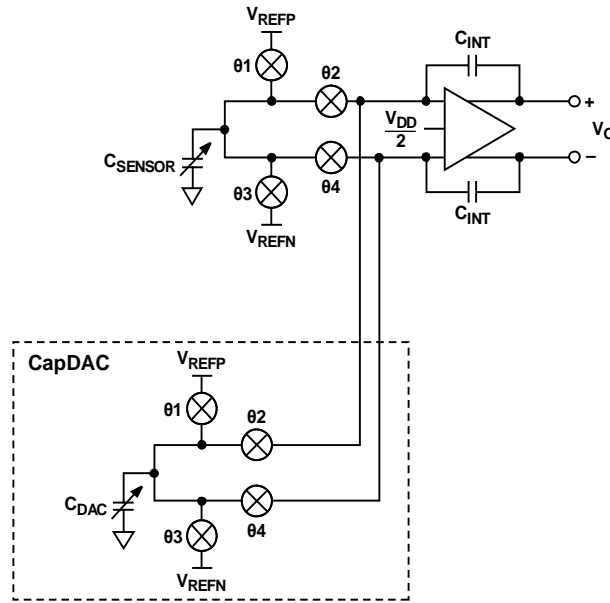 VREFP
CINT
θ1
θ2
+
VDD
2
CSENSOR
θ4
−
θ3
CINT
VREFN
CapDAC
VREFP
θ1
θ2
CDAC
θ3
θ4
VREFN